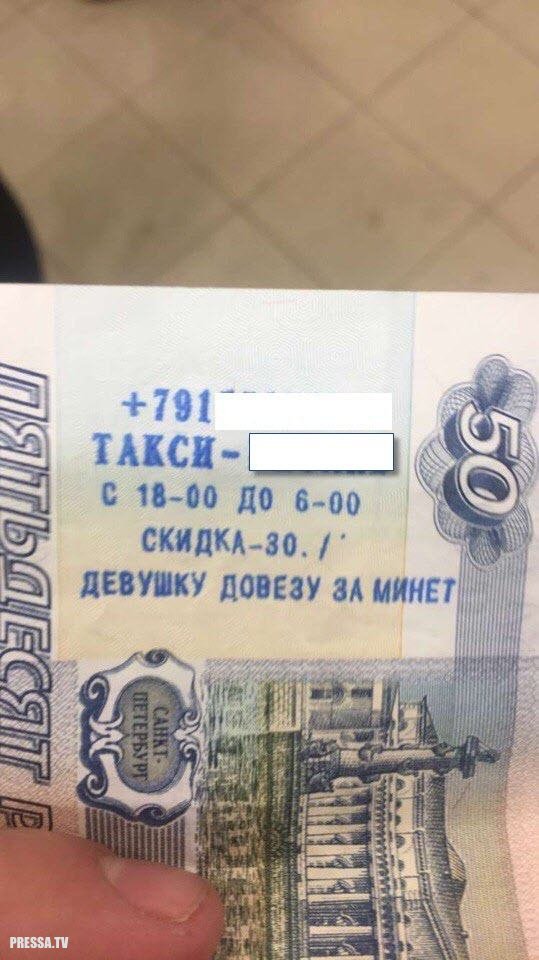 +791
ТАКСИ-
С 18-00 ДО 6-00
СКИДКА-30./
ДЕВУШКУ ДОВЕЗУ ЗА МИНЕТ
50
ПЯТЬДЕСЯТ
САНКТ-
ПЕТЕРБУРГ
PRESSA.TV